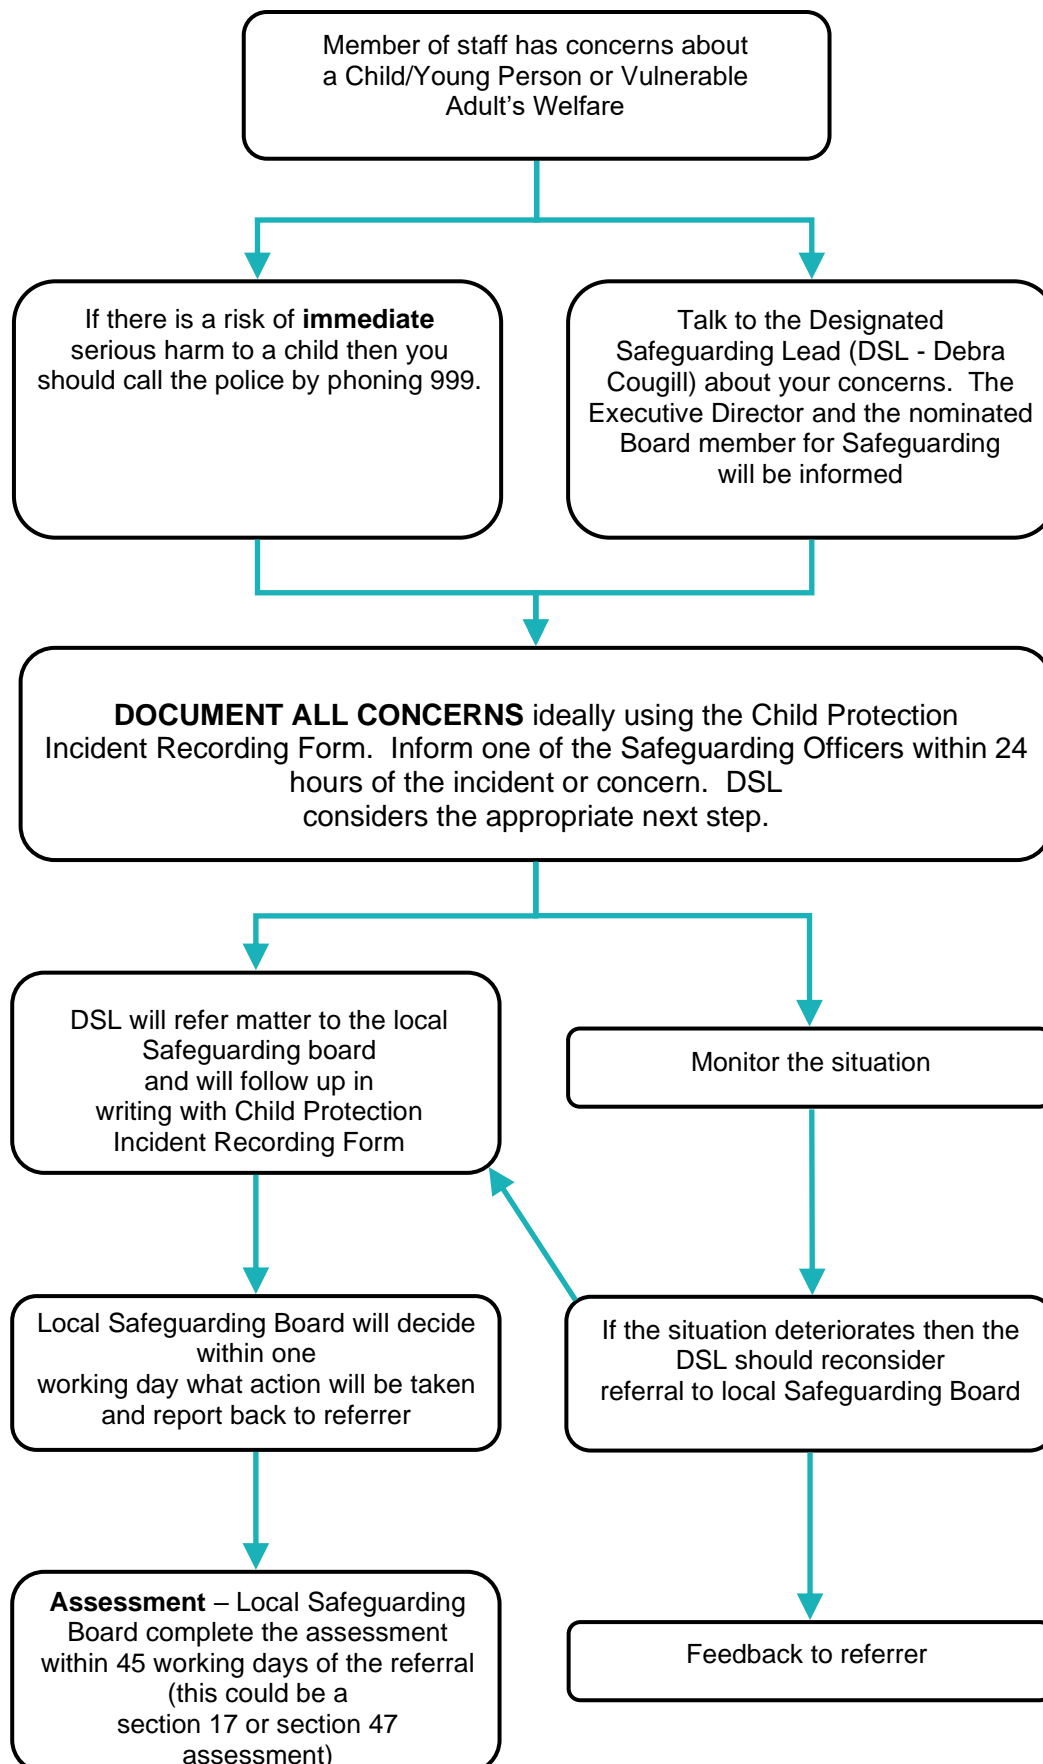 Member of staff has concerns about
a Child/Young Person or Vulnerable
Adult's Welfare
If there is a risk of immediate
serious harm to a child then you
should call the police by phoning 999.
Talk to the Designated
Safeguarding Lead (DSL - Debra
Cougill) about your concerns.  The
Executive Director and the nominated
Board member for Safeguarding
will be informed
DOCUMENT ALL CONCERNS ideally using the Child Protection
Incident Recording Form.  Inform one of the Safeguarding Officers within 24
hours of the incident or concern.  DSL
considers the appropriate next step.
DSL will refer matter to the local
Safeguarding board
and will follow up in
writing with Child Protection
Incident Recording Form
Monitor the situation
Local Safeguarding Board will decide
within one
working day what action will be taken
and report back to referrer
If the situation deteriorates then the
DSL should reconsider
referral to local Safeguarding Board
Assessment – Local Safeguarding
Board complete the assessment
within 45 working days of the referral
(this could be a
section 17 or section 47
assessment)
Feedback to referrer